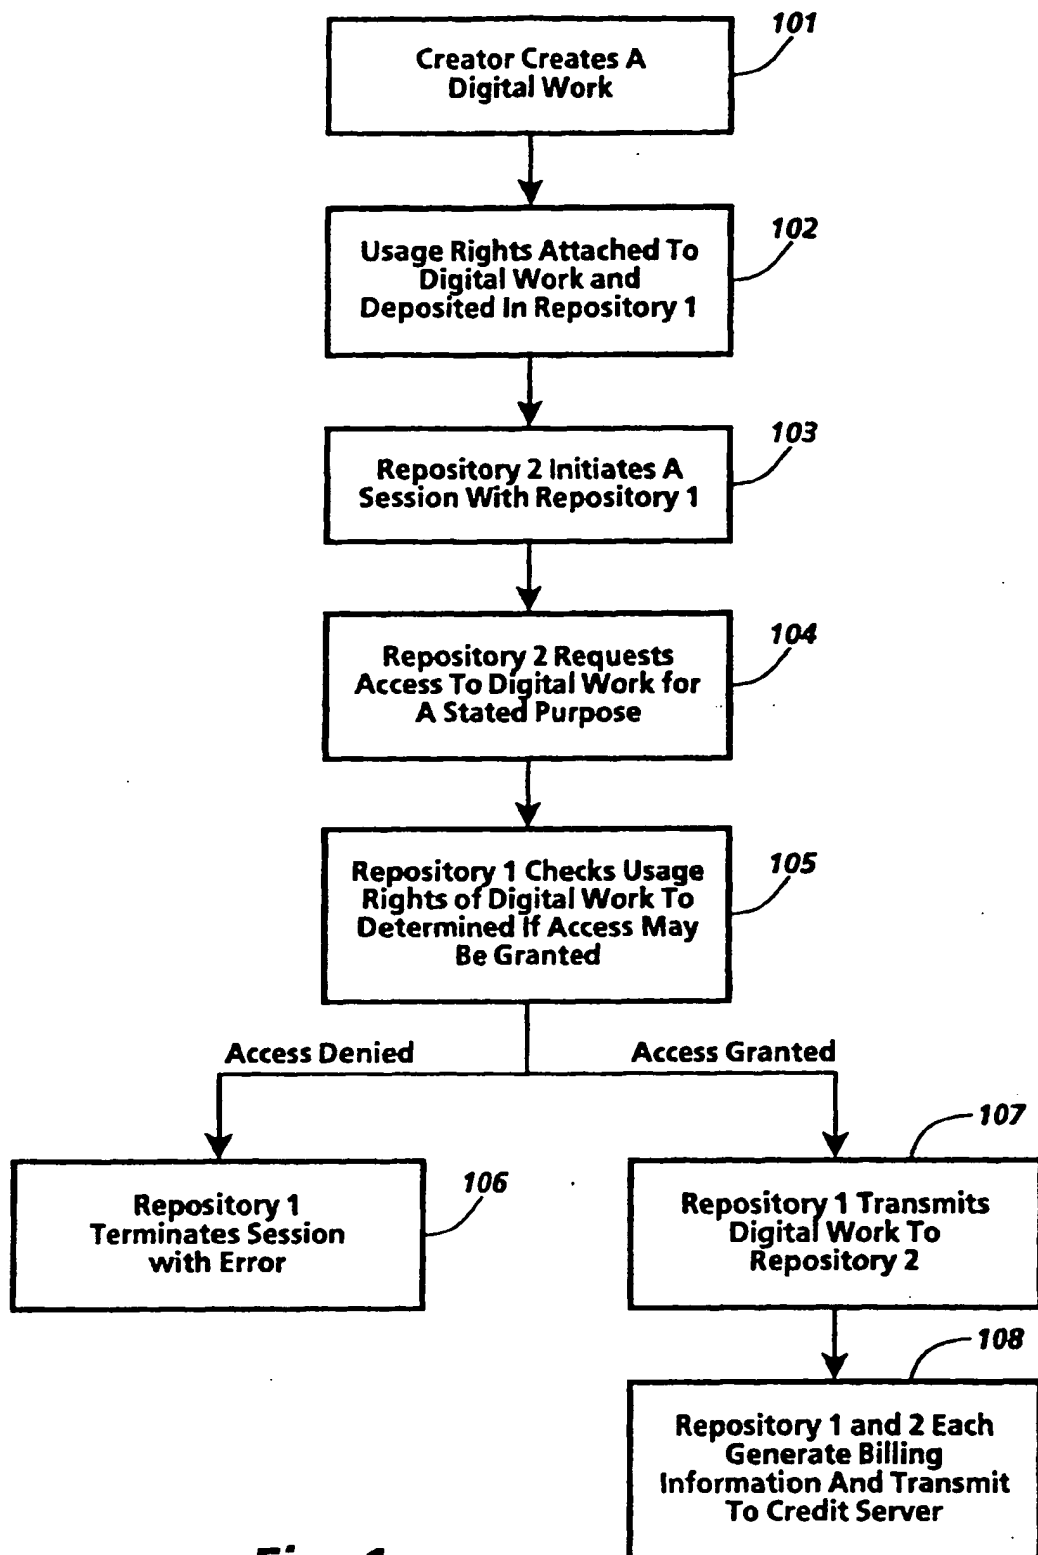 101
Creator Creates A
Digital Work
102
Usage Rights Attached To
Digital Work and
Deposited In Repository 1
103
Repository 2 Initiates A
Session With Repository 1
104
Repository 2 Requests
Access To Digital Work for
A Stated Purpose
105
Repository 1 Checks Usage
Rights of Digital Work To
Determined If Access May
Be Granted
Access Denied
Access Granted
106
Repository 1
Terminates Session
with Error
107
Repository 1 Transmits
Digital Work To
Repository 2
108
Repository 1 and 2 Each
Generate Billing
Information And Transmit
To Credit Server
Fig. 1